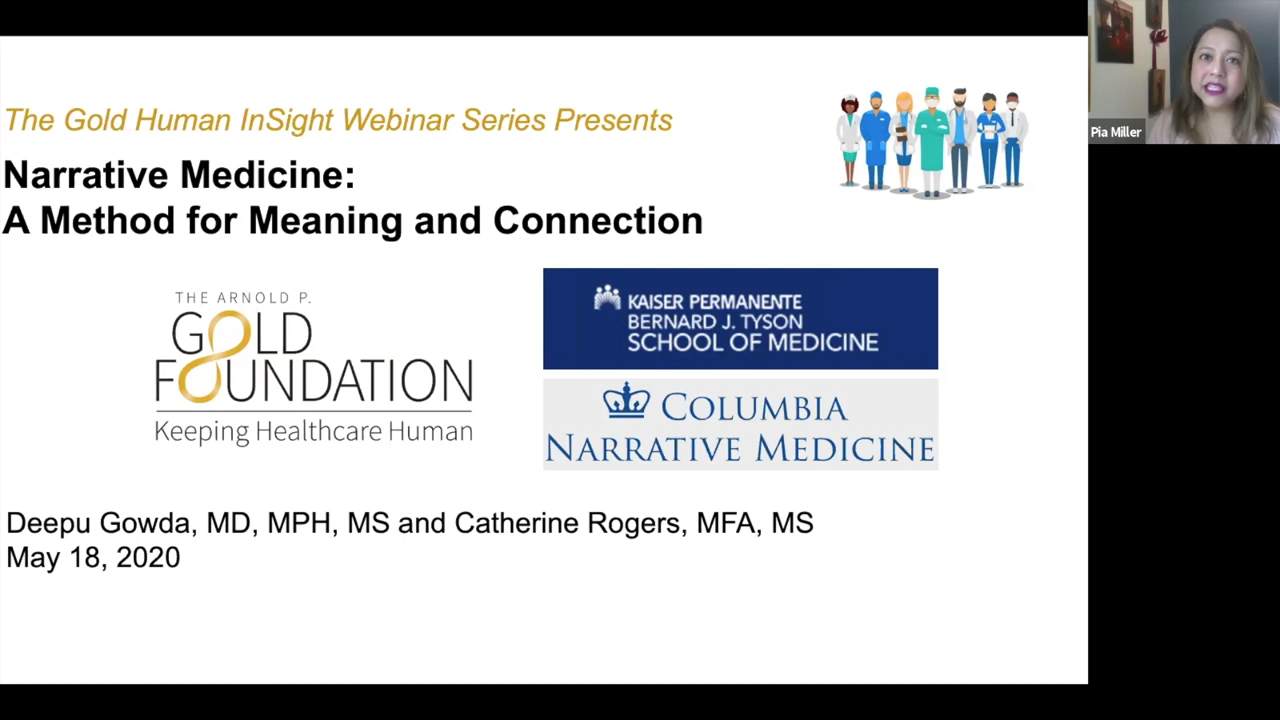 The Gold Human InSight Webinar Series Presents
Narrative Medicine:
A Method for Meaning and Connection
THE ARNOLD P.
GOLD
FOUNDATION
Keeping Healthcare Human
KAISER PERMANENTE
BERNARD J. TYSON
SCHOOL OF MEDICINE
COLUMBIA
NARRATIVE MEDICINE
Deepu Gowda, MD, MPH, MS and Catherine Rogers, MFA, MS
May 18, 2020
Pia Miller